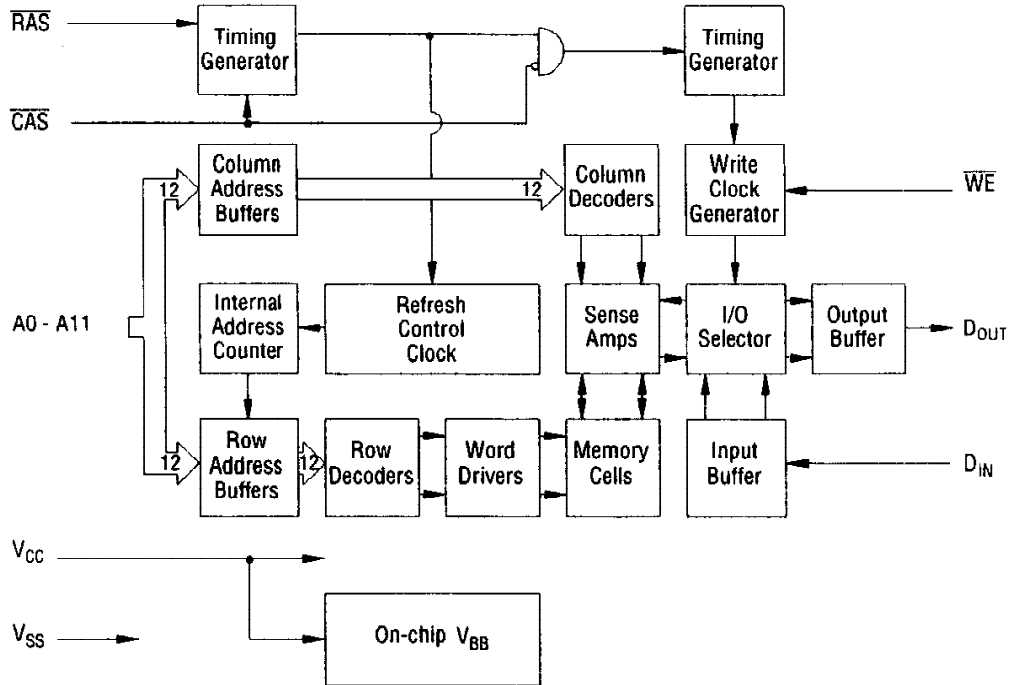 RAS
Timing
Generator
Timing
Generator
CAS
Column
Address
Buffers
12
12
Column
Decoders
Write
Clock
Generator
WE
A0 - A11
Internal
Address
Counter
Refresh
Control
Clock
Sense
Amps
I/O
Selector
Output
Buffer
DOUT
12
Row
Address
Buffers
12
Row
Decoders
Word
Drivers
Memory
Cells
Input
Buffer
DIN
VCC
VSS
On-chip VBB